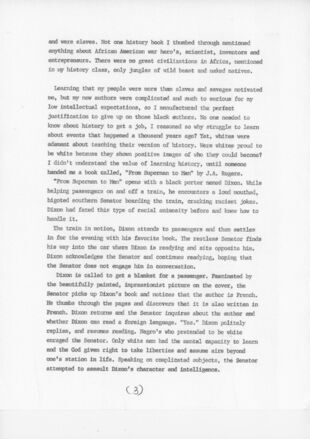 and were slaves. Not one history book I thumbed through mentioned
anything about African American war hero's, scientist, inventors and
entrepreneurs. There were no great civilizations in Africa, mentioned
in my history class, only jungles of wild beast and naked natives.
Learning that my people were more than slaves and savages motivated
me, but my new authors were complicated and much to serious for my
low intellectual expectations, so I manufactured the perfect
justification to give up on those black authors. No one needed to
know about history to get a job, I reasoned so why struggle to learn
about events that happened a thousand years ago? Yet, whites were
adamant about teaching their version of history. Were whites proud to
be white because they shown positive images of who they could become?
I didn't understand the value of learning history, until someone
handed me a book called, "From Superman to Man" by J.A. Rogers.
"From Superman to Man" opens with a black porter named Dixon. While
helping passengers on and off a train, he encounters a loud mouthed,
bigoted southern Senator boarding the train, cracking racist jokes.
Dixon had faced this type of racial animosity before and knew how to
handle it.
The train in motion, Dixon attends to passengers and then settles
in for the evening with his favorite book. The restless Senator finds
his way into the car where Dixon is reading and sits opposite him.
Dixon acknowledges the Senator and continues reading, hoping that
the Senator does not engage him in conversation.
Dixon is called to get a blanket for a passenger. Fascinated by
the beautifully painted, impressionist picture on the cover, the
Senator picks up Dixon's book and notices that the author is French.
He thumbs through the pages and discovers that it is also written in
French. Dixon returns and the Senator inquires about the author and
whether Dixon can read a foreign language. "Yes." Dixon politely
replies, and resumes reading. Negro's who pretended to be white
enraged the Senator. Only white men had the mental capacity to learn
and the God given right to take liberties and assume airs beyond
one's station in life. Speaking on complicated subjects, the Senator
attempted to assault Dixon's character and intelligence.
(3)